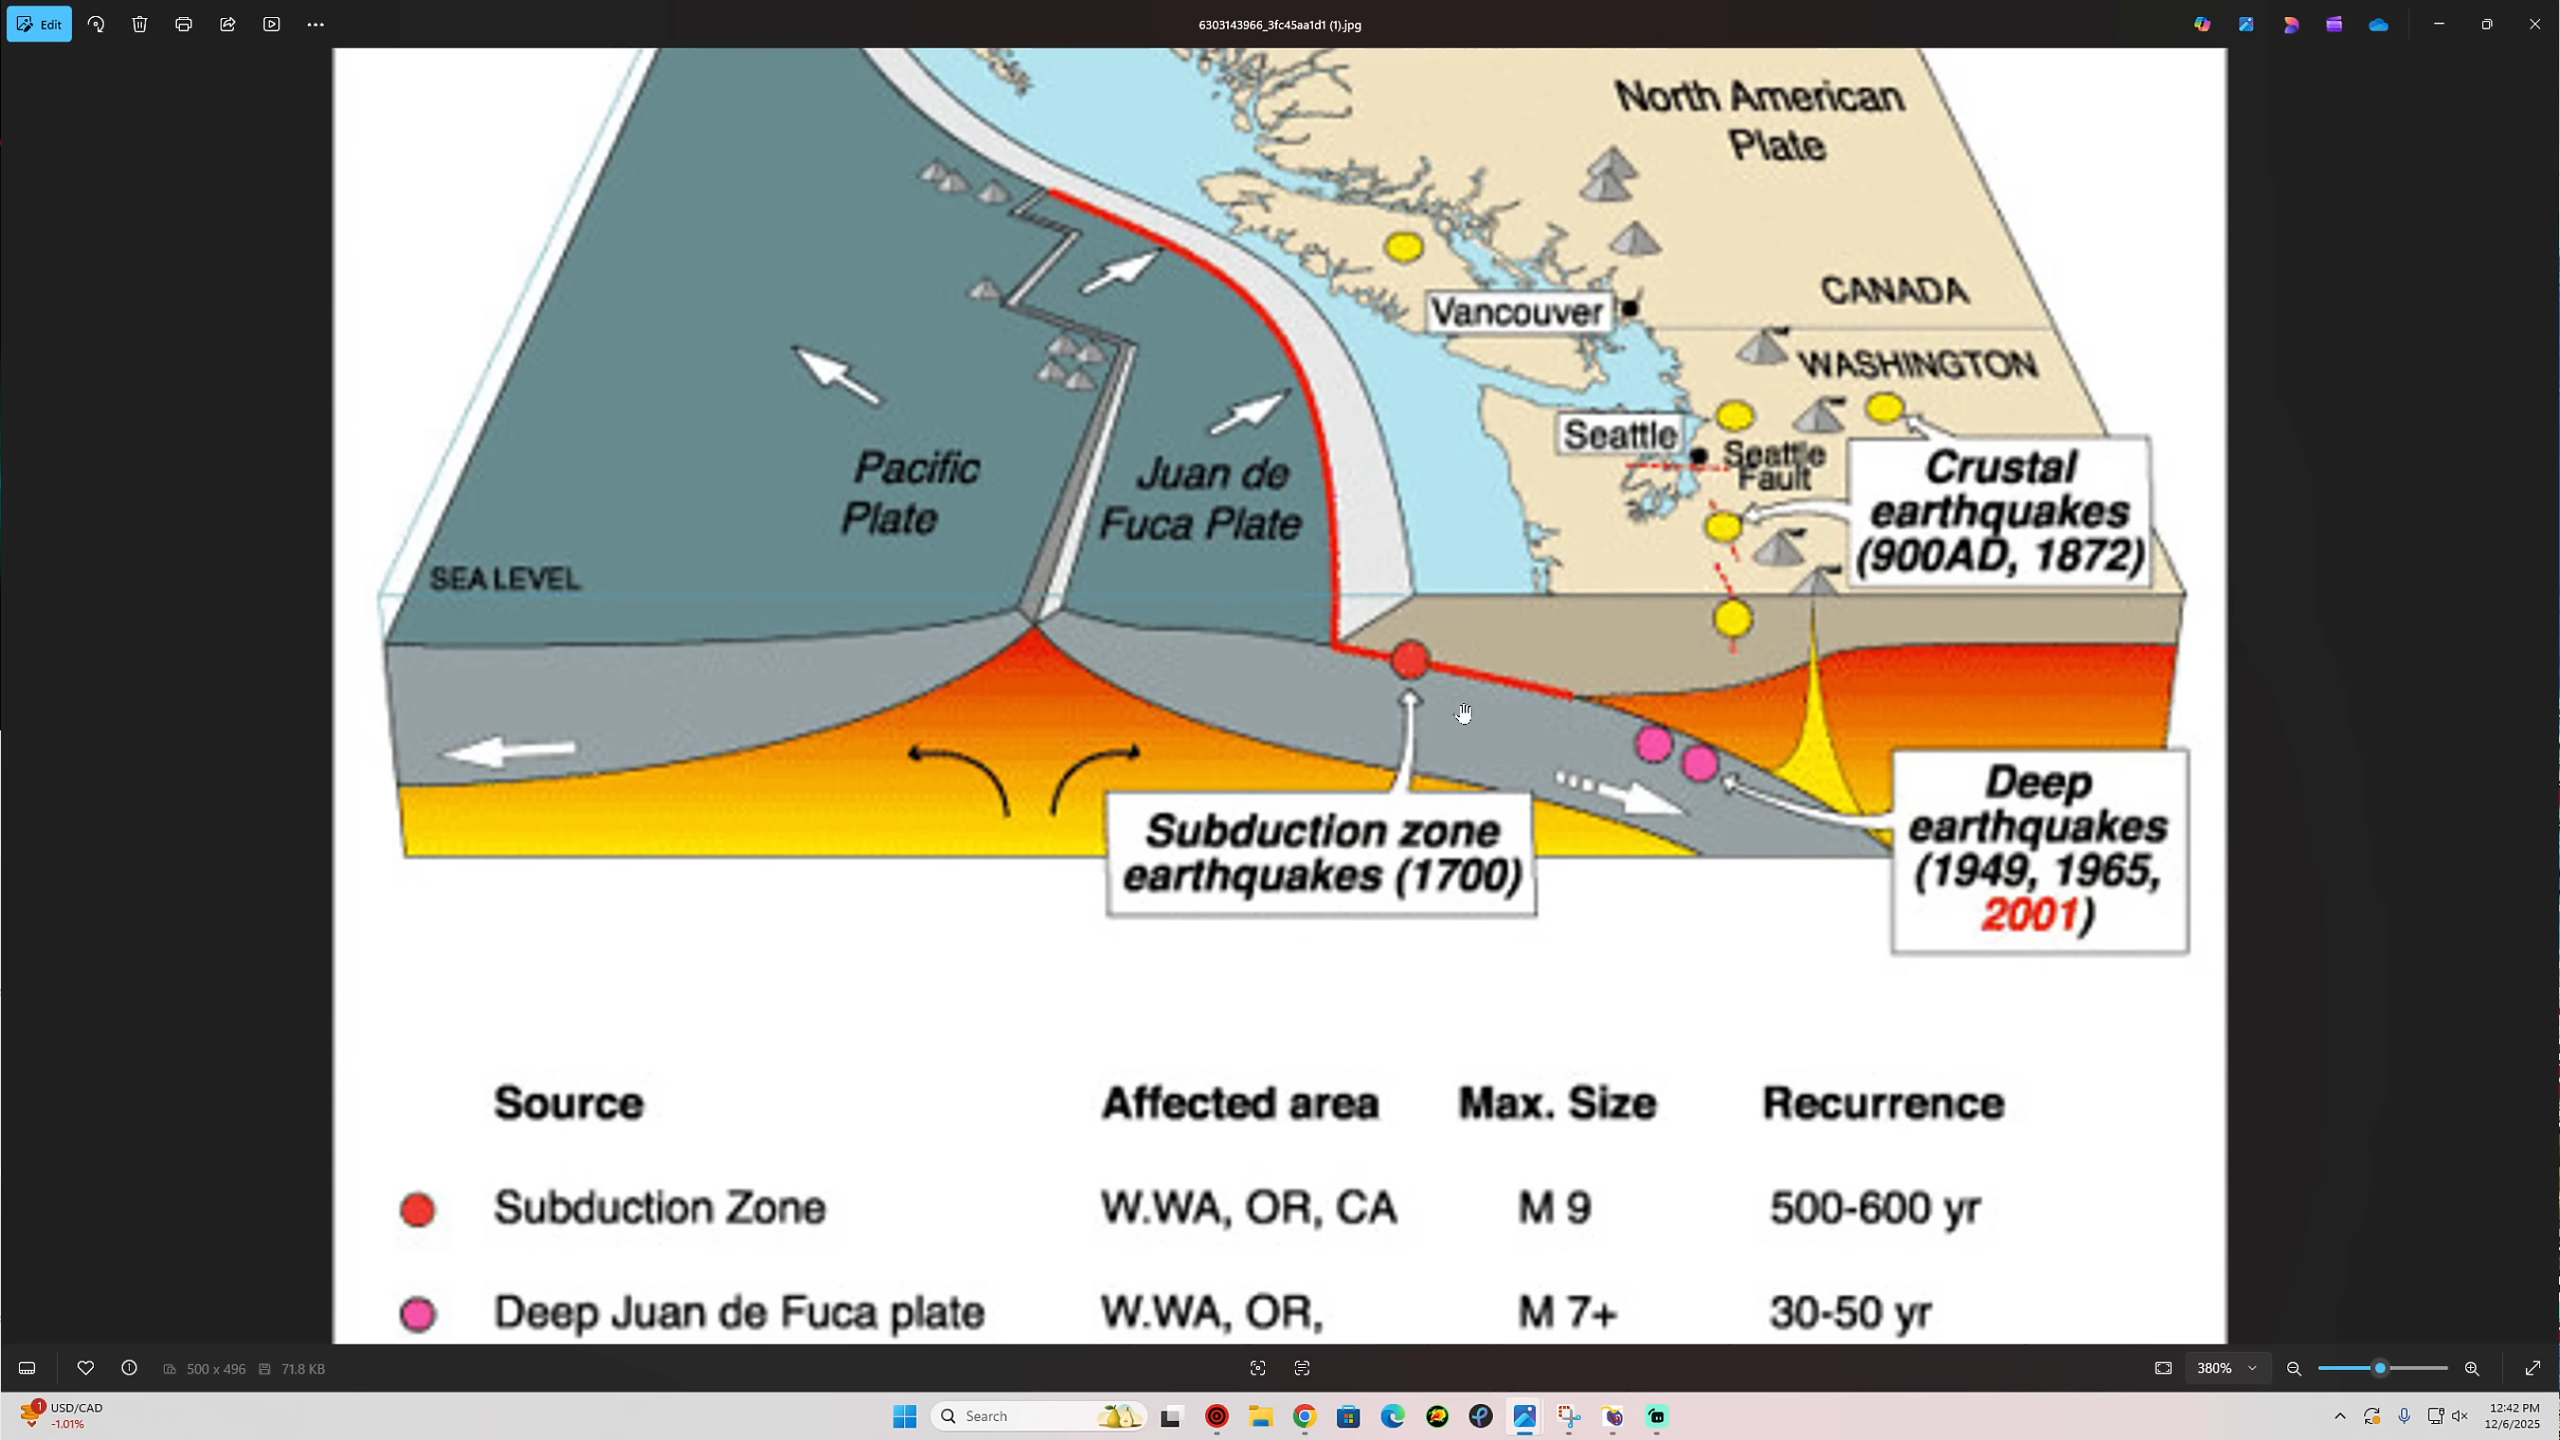 Edit
6303143966_3fc45aa1d1 (1).jpg
North American
Plate
CANADA
Vancouver
WASHINGTON
Seattle
Seattle
Fault
Crustal
earthquakes
(900AD, 1872)
Pacific
Plate
Juan de
Fuca Plate
SEA LEVEL
Subduction zone
earthquakes (1700)
Deep
earthquakes
(1949, 1965,
2001)
Source Affected area Max. Size Recurrence
Subduction Zone W.WA, OR, CA M 9 500-600 yr
Deep Juan de Fuca plate W.WA, OR, M 7+ 30-50 yr
500 x 496 71.8 KB 380%
1
USD/CAD
-1.01%
Search
12:42 PM
12/6/2025